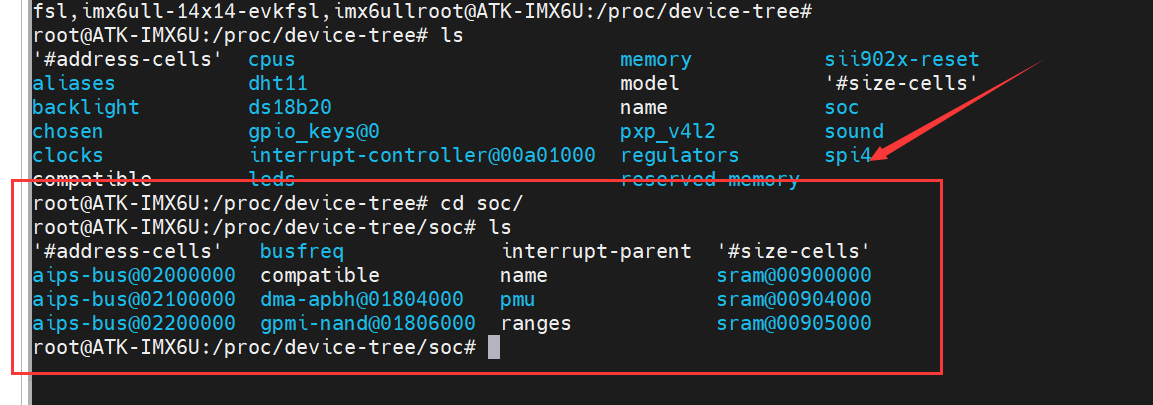 fsl,imx6ull-14x14-evkfsl,imx6ullroot@ATK-IMX6U:/proc/device-tree#
root@ATK-IMX6U:/proc/device-tree# ls
'#address-cells' cpus memory sii902x-reset
aliases dht11 model '#size-cells'
backlight ds18b20 name soc
chosen gpio_keys@0 pxp_v4l2 sound
clocks interrupt-controller@00a01000 regulators spi4
compatible leds reserved-memory
root@ATK-IMX6U:/proc/device-tree# cd soc/
root@ATK-IMX6U:/proc/device-tree/soc# ls
'#address-cells' busfreq interrupt-parent '#size-cells'
aips-bus@02000000 compatible name sram@00900000
aips-bus@02100000 dma-apbh@01804000 pmu sram@00904000
aips-bus@02200000 gpmi-nand@01806000 ranges sram@00905000
root@ATK-IMX6U:/proc/device-tree/soc#